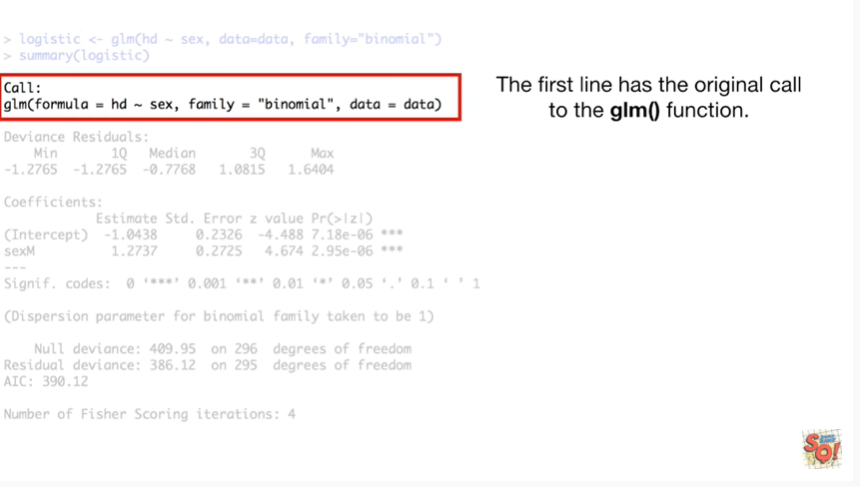 > logistic <- glm(hd ~ sex, data=data, family="binomial")
> summary(logistic)
Call:
glm(formula = hd ~ sex, family = "binomial", data = data)
The first line has the original call
to the glm() function.
Deviance Residuals:
Min 1Q Median 3Q Max
-1.2765 -1.2765 -0.7768 1.0815 1.6404
Coefficients:
Estimate Std. Error z value Pr(>|z|)
(Intercept) -1.0438 0.2326 -4.488 7.18e-06 ***
sexM 1.2737 0.2725 4.674 2.95e-06 ***
---
Signif. codes: 0 ‘***’ 0.001 ‘**’ 0.01 ‘*’ 0.05 ‘.’ 0.1 ‘ ’ 1
(Dispersion parameter for binomial family taken to be 1)
Null deviance: 409.95 on 296 degrees of freedom
Residual deviance: 386.12 on 295 degrees of freedom
AIC: 390.12
Number of Fisher Scoring iterations: 4
SQ!